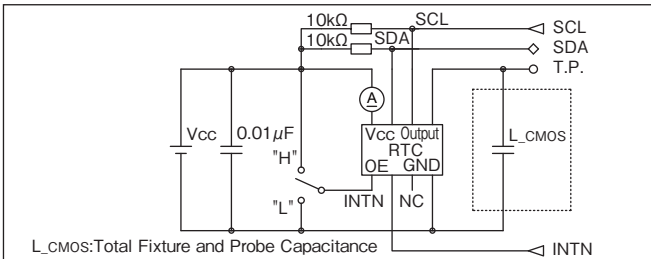 10kΩ SCL SCL
10kΩ SDA SDA
T.P.
A
Vcc 0.01μF Vcc Output L_CMOS
RTC
"H" OE GND
"L" INTN NC
L_CMOS:Total Fixture and Probe Capacitance INTN